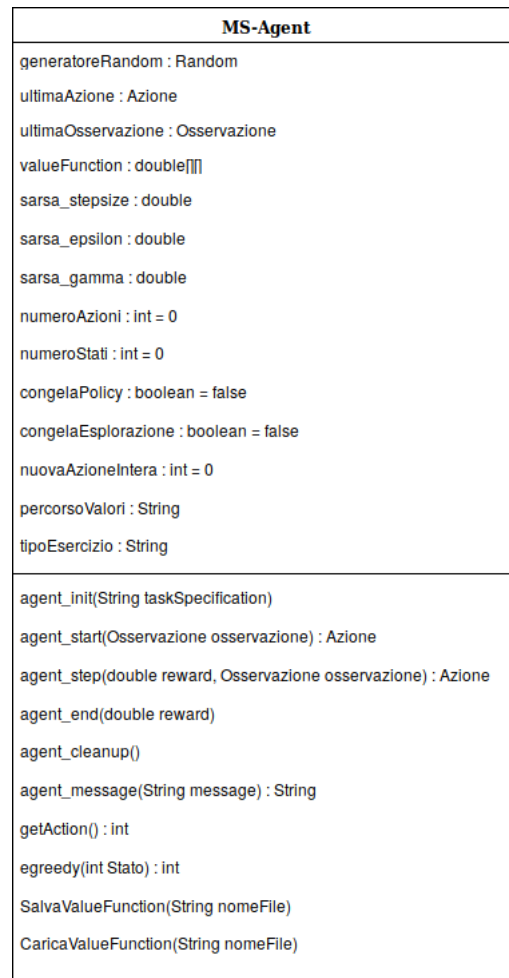 MS-Agent
generatoreRandom : Random
ultimaAzione : Azione
ultimaOsservazione : Osservazione
valueFunction : double[][]
sarsa_stepsize : double
sarsa_epsilon : double
sarsa_gamma : double
numeroAzioni : int = 0
numeroStati : int = 0
congelaPolicy : boolean = false
congelaEsplorazione : boolean = false
nuovaAzioneIntera : int = 0
percorsoValori : String
tipoEsercizio : String
agent_init(String taskSpecification)
agent_start(Osservazione osservazione) : Azione
agent_step(double reward, Osservazione osservazione) : Azione
agent_end(double reward)
agent_cleanup()
agent_message(String message) : String
getAction() : int
egreedy(int Stato) : int
SalvaValueFunction(String nomeFile)
CaricaValueFunction(String nomeFile)